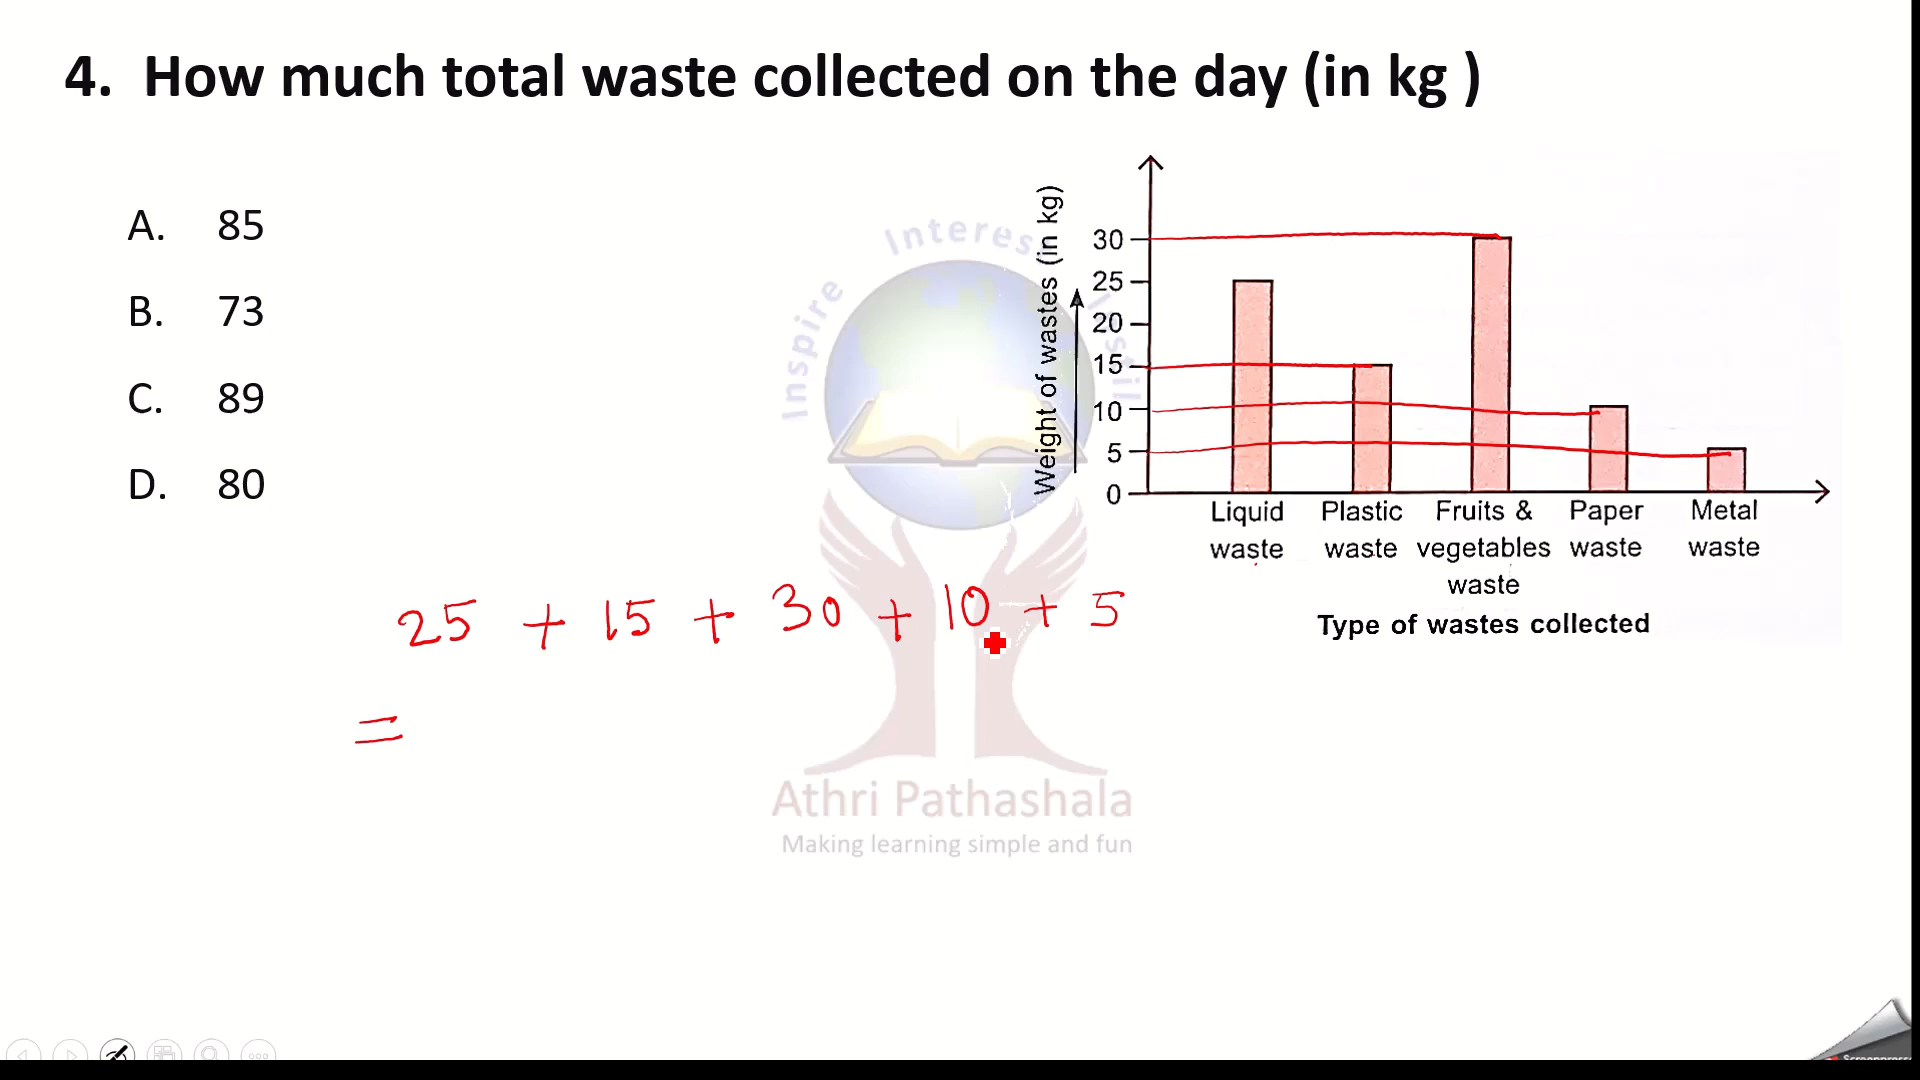 4. How much total waste collected on the day (in kg )
A. 85
B. 73
C. 89
D. 80
Inspire Interest Instil
Weight of wastes (in kg)
30
25
20
15
10
5
0
Liquid waste
Plastic waste
Fruits & vegetables waste
Paper waste
Metal waste
Type of wastes collected
25 + 15 + 30 + 10 + 5
=
Athri Pathashala
Making learning simple and fun